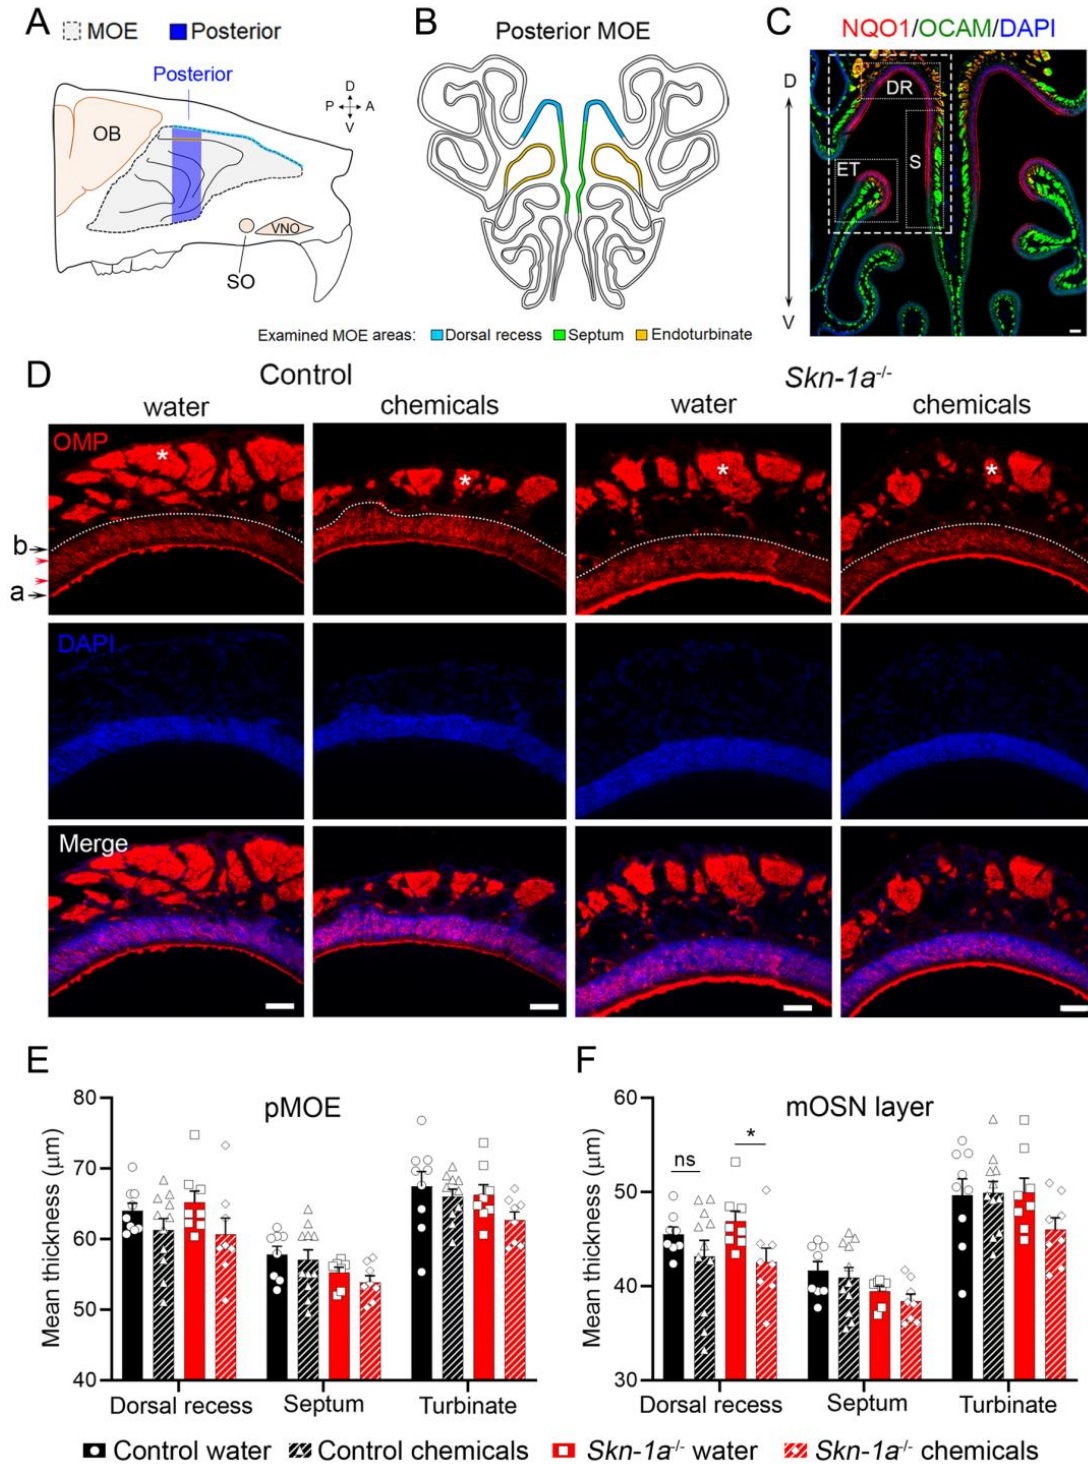 A
MOE Posterior
Posterior
D
P A
V
OB
VNO
SO
B
Posterior MOE
Examined MOE areas: Dorsal recess Septum Endoturbinate
C
NQO1/OCAM/DAPI
D
V
DR
S
ET
D
Control
Skn-1a-/-
water
chemicals
water
chemicals
OMP
*
*
*
*
b
a
DAPI
Merge
E
pMOE
Mean thickness (μm)
80
70
60
50
40
Dorsal recess Septum Turbinate
F
mOSN layer
Mean thickness (μm)
60
50
40
30
ns
*
Dorsal recess Septum Turbinate
Control water Control chemicals Skn-1a-/- water Skn-1a-/- chemicals